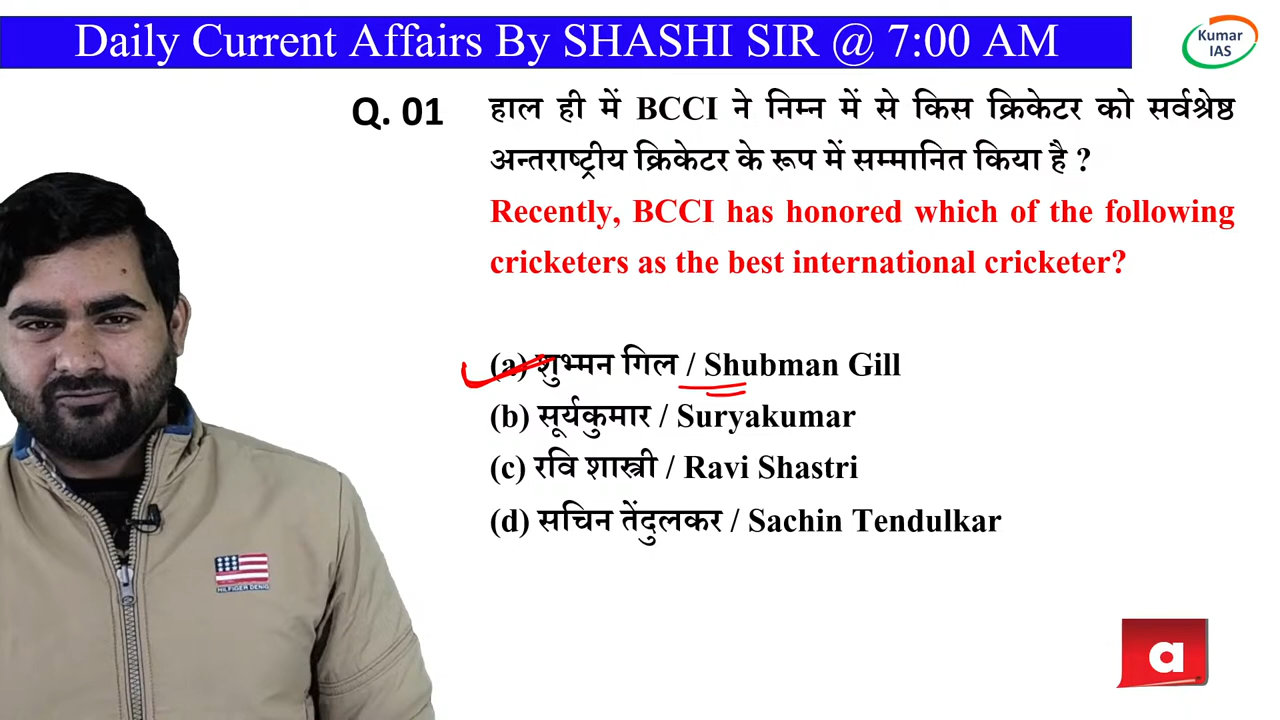 Daily Current Affairs By SHASHI SIR @ 7:00 AM
Kumar
IAS
Q. 01
हाल ही में BCCI ने निम्न में से किस क्रिकेटर को सर्वश्रेष्ठ
अन्तराष्ट्रीय क्रिकेटर के रूप में सम्मानित किया है ?
Recently, BCCI has honored which of the following
cricketers as the best international cricketer?
(a) शुभ्मन गिल / Shubman Gill
(b) सूर्यकुमार / Suryakumar
(c) रवि शास्त्री / Ravi Shastri
(d) सचिन तेंदुलकर / Sachin Tendulkar
HILFIGER DENIG
a